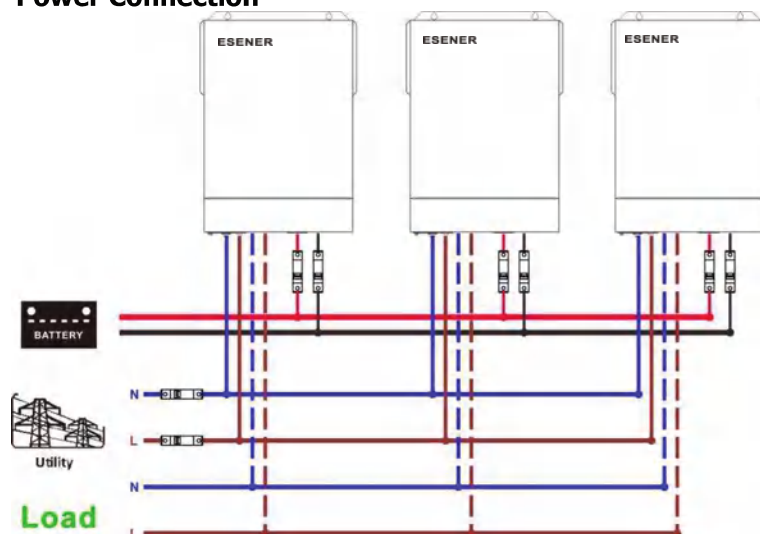 Power Connection
ESENER
ESENER
ESENER
BATTERY
N
L
Utility
N
Load
L